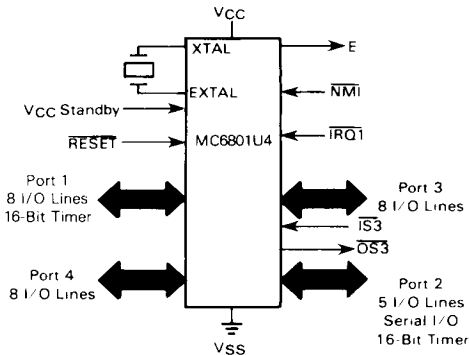 VCC
XTAL
E
EXTAL
NMI
VCC Standby
MC6801U4
RESET
IRQ1
Port 1
8 I/O Lines
16-Bit Timer
Port 3
8 I/O Lines
IS3
OS3
Port 4
8 I/O Lines
Port 2
5 I/O Lines
Serial I/O
16-Bit Timer
VSS